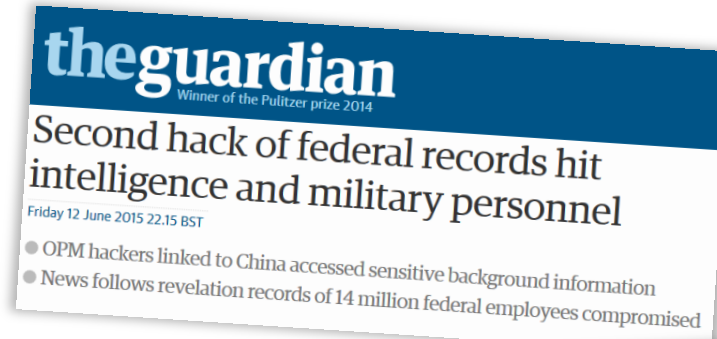 theguardian
Winner of the Pulitzer prize 2014
Second hack of federal records hit
intelligence and military personnel
Friday 12 June 2015 22.15 BST
OPM hackers linked to China accessed sensitive background information
News follows revelation records of 14 million federal employees compromised